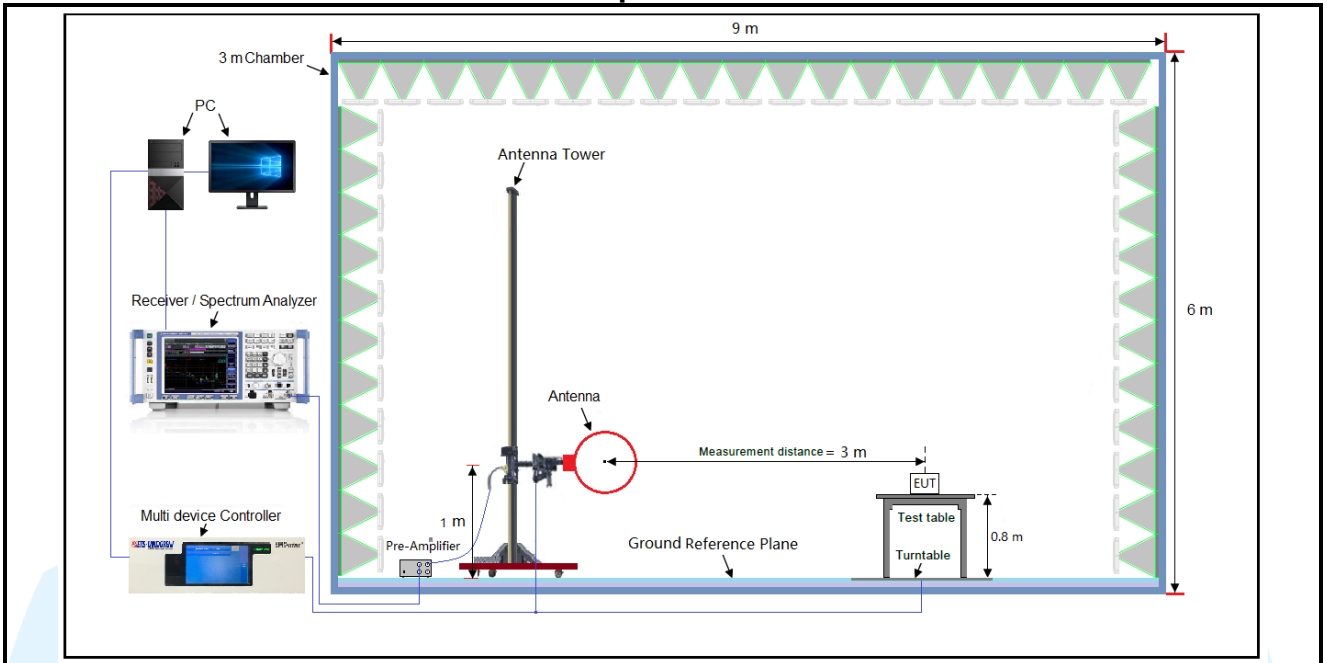 9 m
3 m Chamber
PC
Antenna Tower
Receiver / Spectrum Analyzer
6 m
Antenna
Measurement distance = 3 m
EUT
Multi device Controller
1 m
Test table
0.8 m
Pre-Amplifier
Ground Reference Plane
Turntable